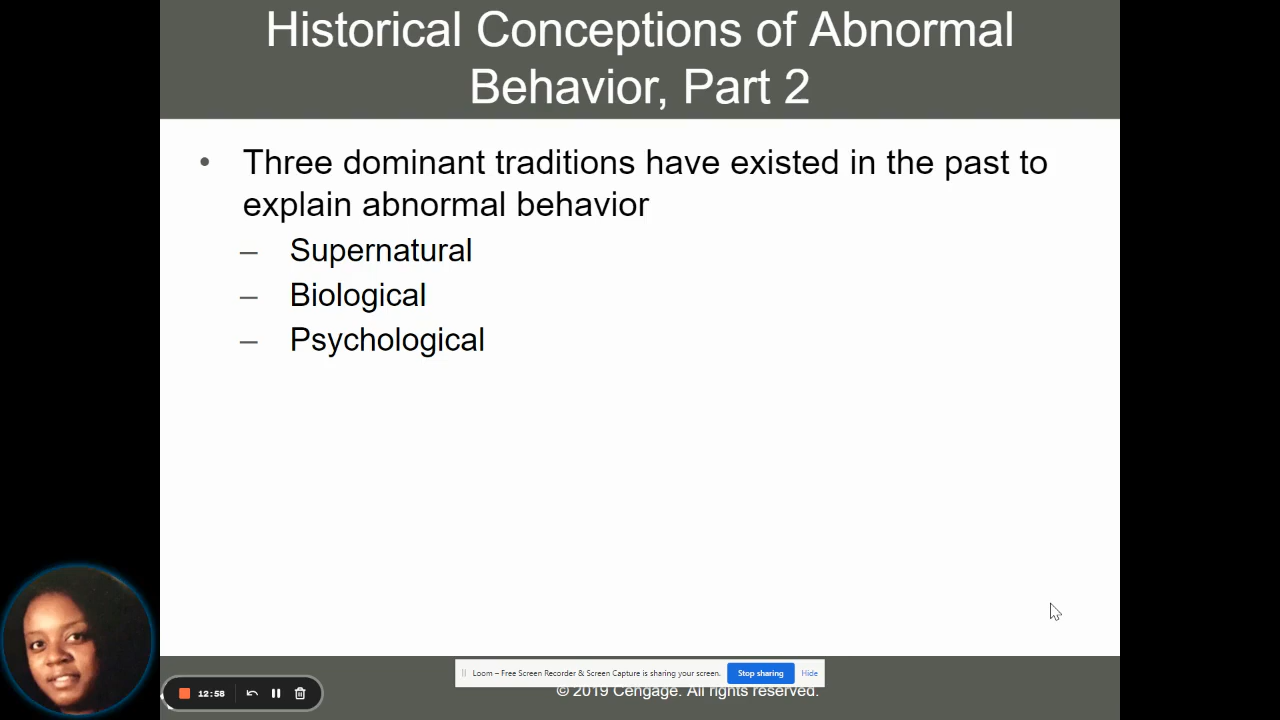 Historical Conceptions of Abnormal
Behavior, Part 2
• Three dominant traditions have existed in the past to
explain abnormal behavior
– Supernatural
– Biological
– Psychological
Loom – Free Screen Recorder & Screen Capture is sharing your screen. Stop sharing Hide
© 2019 Cengage. All rights reserved.
12:58